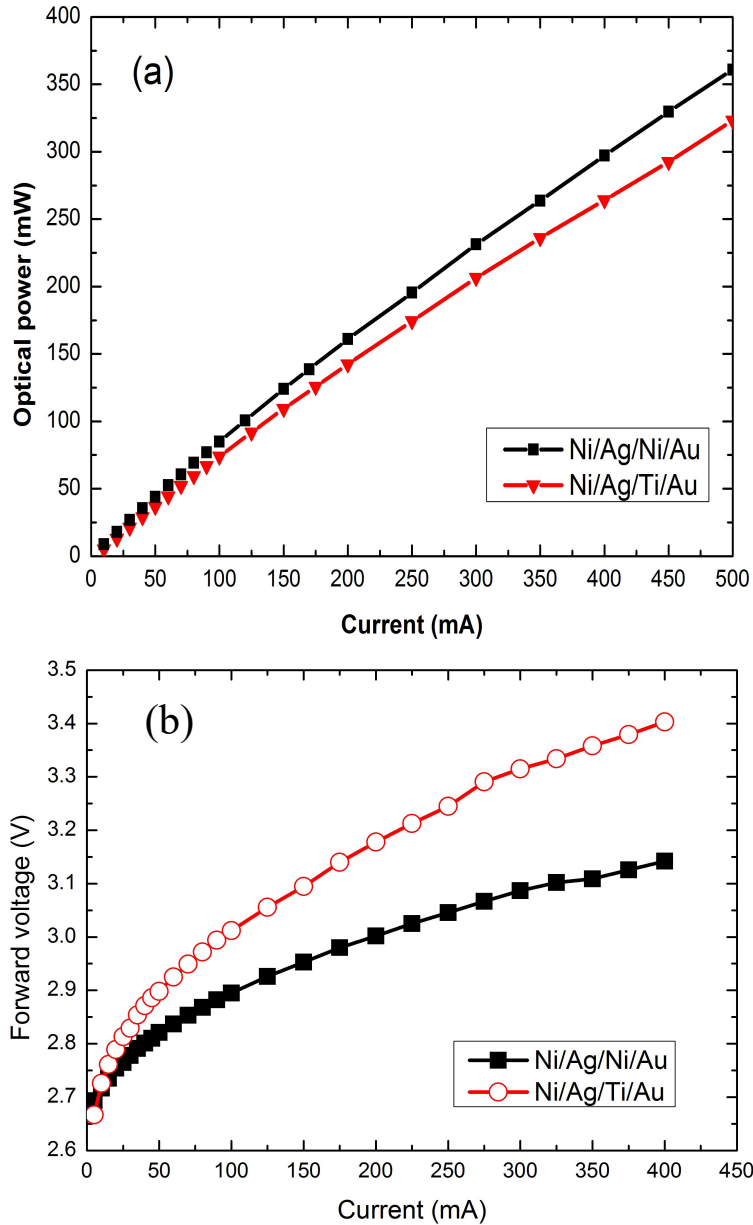 (a)
400
350
300
250
200
150
100
50
0
Optical power (mW)
Ni/Ag/Ni/Au
Ni/Ag/Ti/Au
0 50 100 150 200 250 300 350 400 450 500
Current (mA)
(b)
3.5
3.4
3.3
3.2
3.1
3.0
2.9
2.8
2.7
2.6
Forward voltage (V)
Ni/Ag/Ni/Au
Ni/Ag/Ti/Au
0 50 100 150 200 250 300 350 400 450
Current (mA)